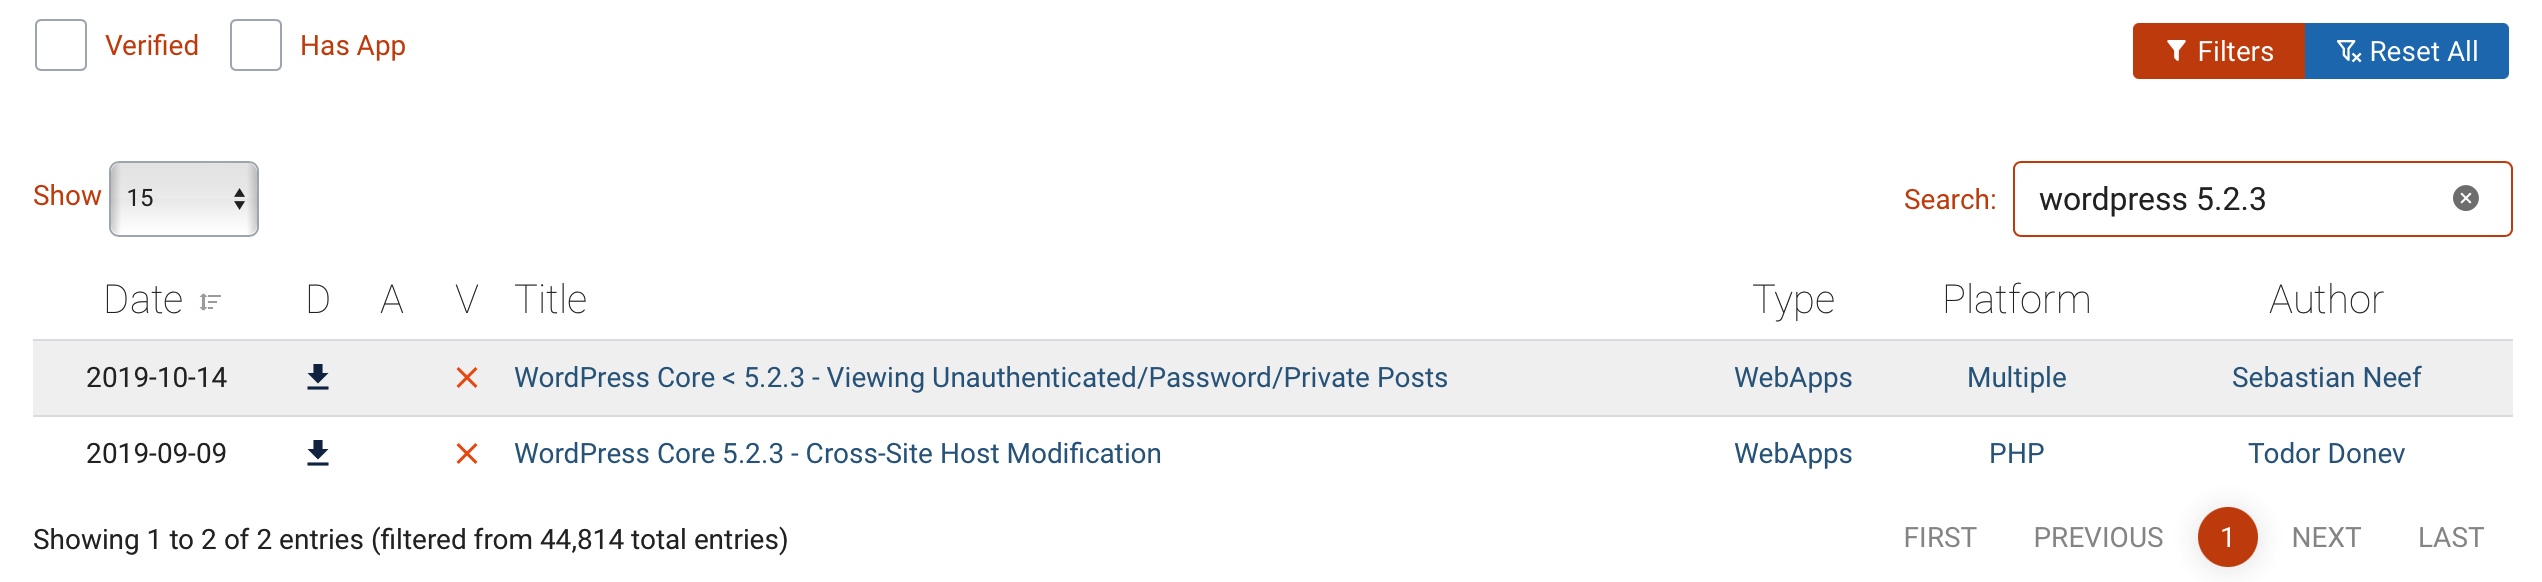 Verified Has App Filters Reset All
Show 15 Search: wordpress 5.2.3
Date D A V Title Type Platform Author
2019-10-14 WordPress Core < 5.2.3 - Viewing Unauthenticated/Password/Private Posts WebApps Multiple Sebastian Neef
2019-09-09 WordPress Core 5.2.3 - Cross-Site Host Modification WebApps PHP Todor Donev
Showing 1 to 2 of 2 entries (filtered from 44,814 total entries) FIRST PREVIOUS 1 NEXT LAST